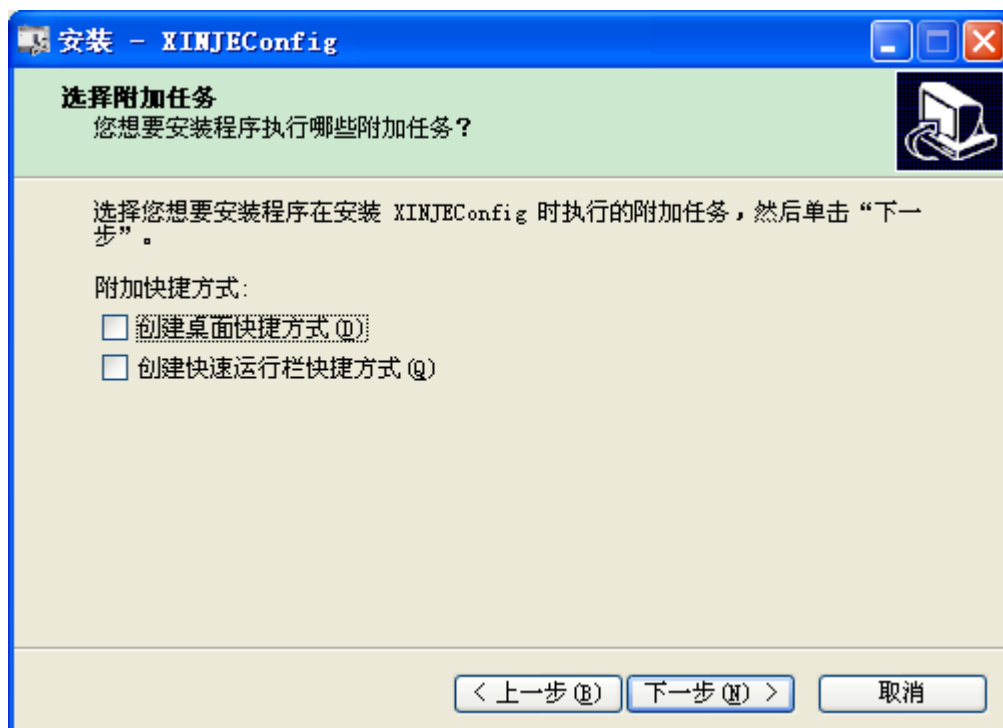 安装 - XINJEConfig
选择附加任务
您想要安装程序执行哪些附加任务？
选择您想要安装程序在安装 XINJEConfig 时执行的附加任务，然后单击“下一
步”。
附加快捷方式:
创建桌面快捷方式(D)
创建快速运行栏快捷方式(Q)
< 上一步(B)
下一步(N) >
取消